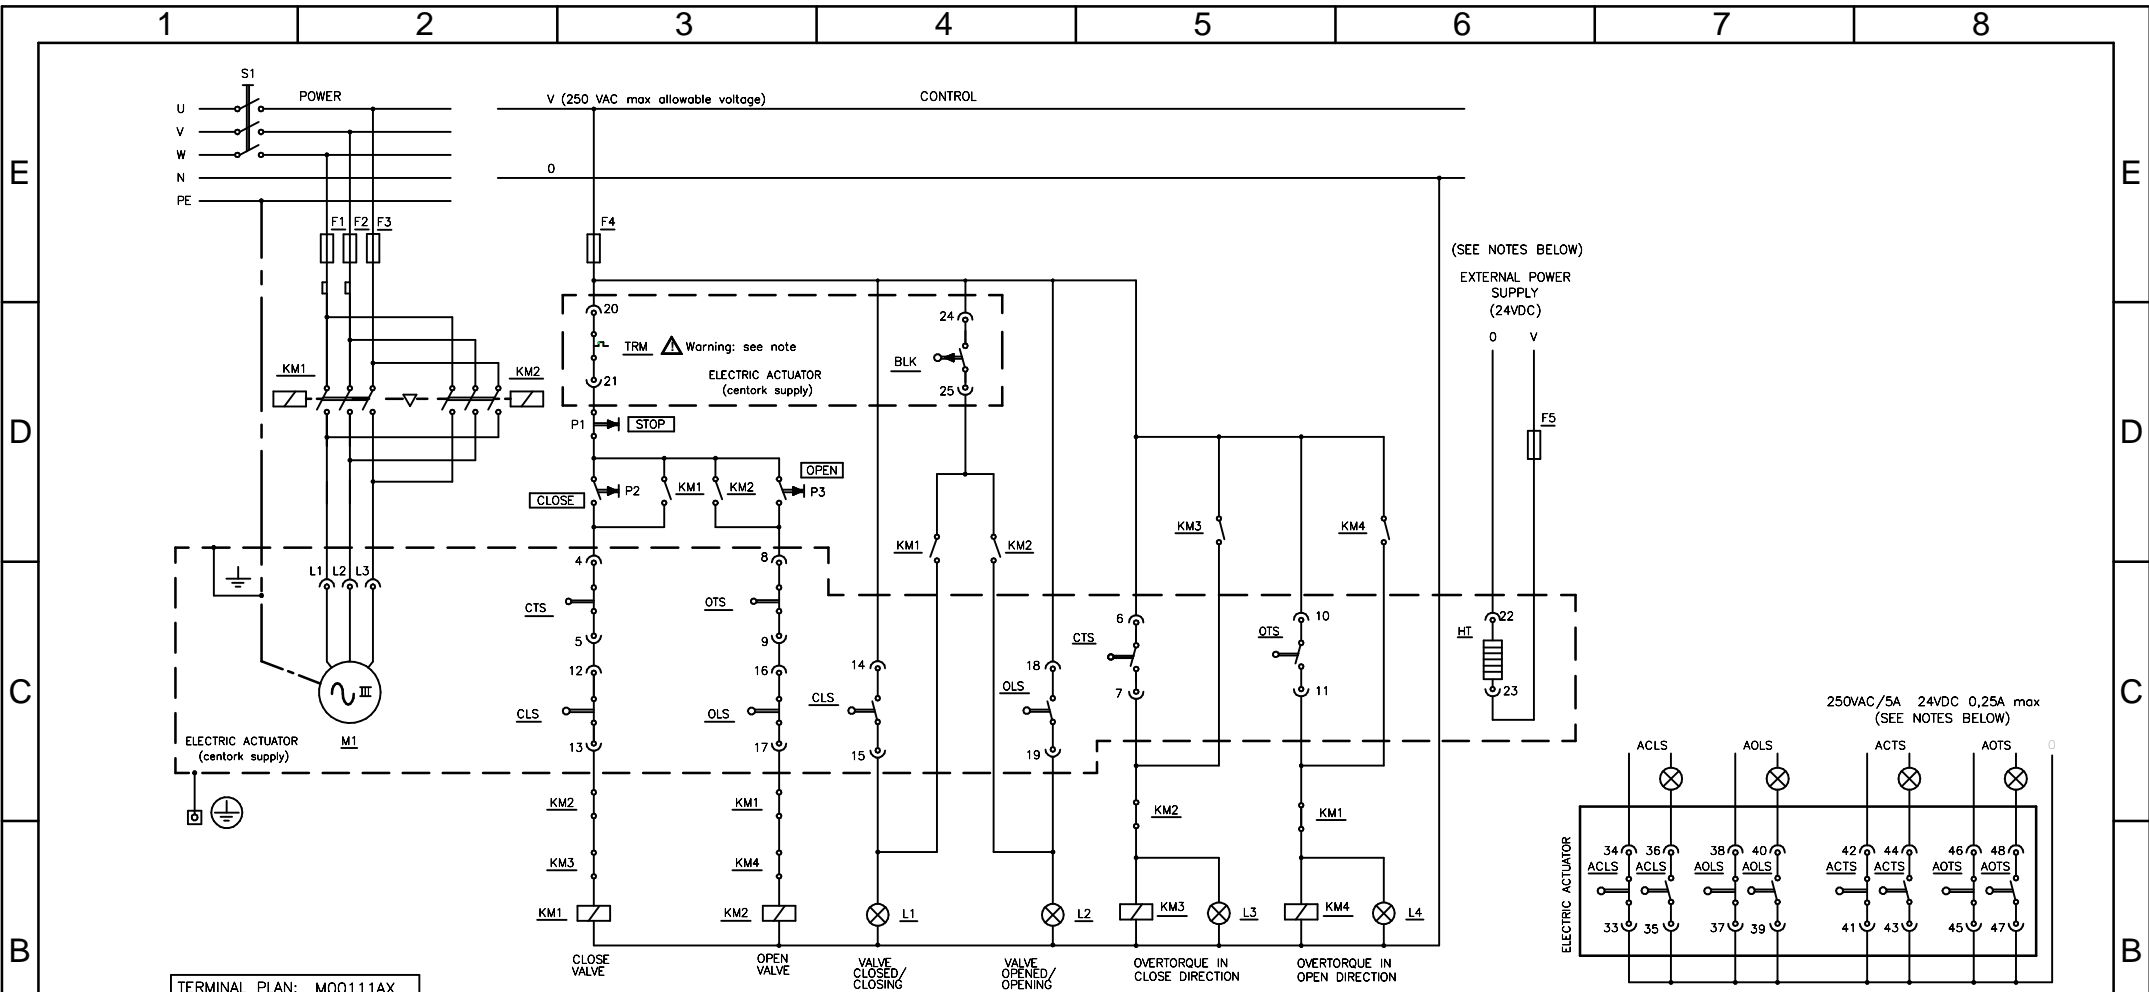 1 2 3 4 5 6 7 8
S1
POWER
V (250 VAC max allowable voltage)
CONTROL
U
V
W
N
PE
0
E
E
F1 F2 F3
F4
(SEE NOTES BELOW)
EXTERNAL POWER
SUPPLY
(24VDC)
0 V
F5
20
TRM
Warning: see note
21
ELECTRIC ACTUATOR
(centork supply)
24
BLK
25
KM1
KM2
D
D
P1 STOP
CLOSE
P2
KM1
KM2
OPEN
P3
KM1
KM2
KM3
KM4
L1 L2 L3
4
CTS
5
12
CLS
13
8
OTS
9
16
OLS
17
14
CLS
15
18
OLS
19
6
CTS
7
10
OTS
11
22
HT
23
C
C
III
M1
ELECTRIC ACTUATOR
(centork supply)
KM2
KM1
KM2
KM1
KM3
KM4
KM1
KM2
L1
L2
KM3
L3
KM4
L4
CLOSE
VALVE
OPEN
VALVE
VALVE
CLOSED/
CLOSING
VALVE
OPENED/
OPENING
OVERTORQUE IN
CLOSE DIRECTION
OVERTORQUE IN
OPEN DIRECTION
250VAC/5A 24VDC 0,25A max
(SEE NOTES BELOW)
ACLS AOLS ACTS AOTS 0
ELECTRIC ACTUATOR
34 36 38 40 42 44 46 48
ACLS ACLS AOLS AOLS ACTS ACTS AOTS AOTS
33 35 37 39 41 43 45 47
B
B
TERMINAL PLAN: M00111AX